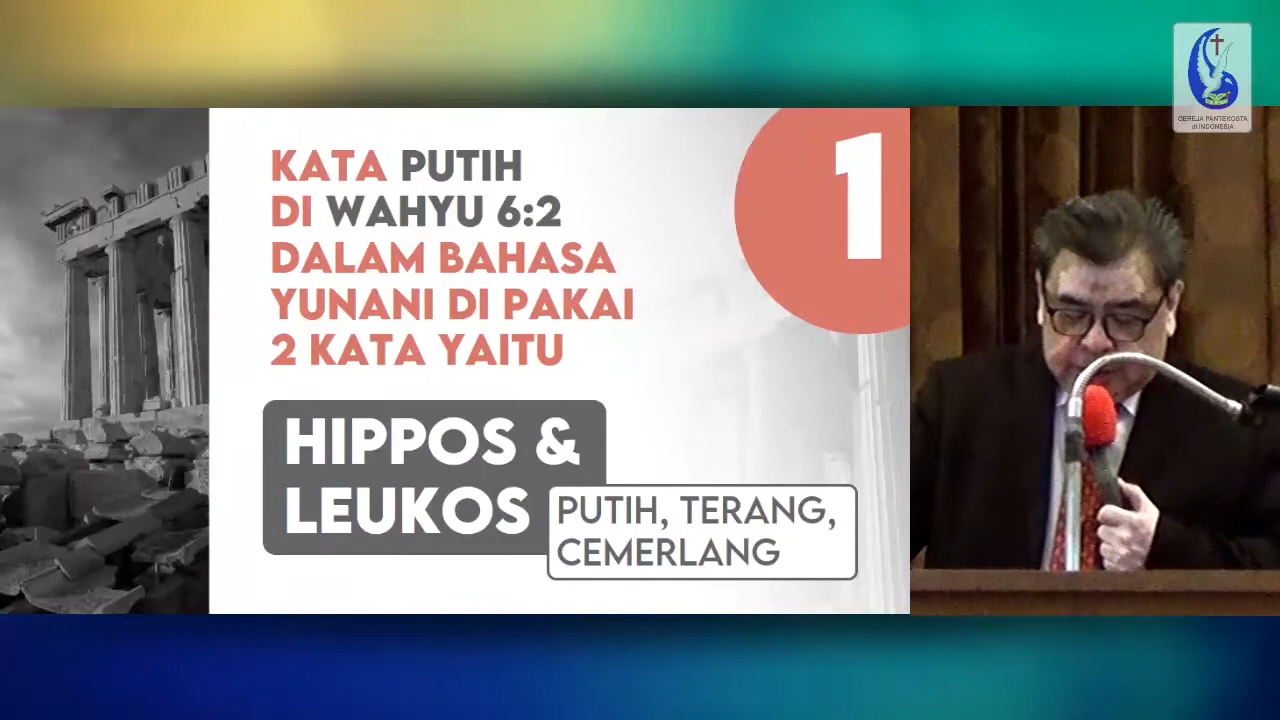 KATA PUTIH
DI WAHYU 6:2
DALAM BAHASA
YUNANI DI PAKAI
2 KATA YAITU
1
HIPPOS &
LEUKOS
PUTIH, TERANG,
CEMERLANG
GEREJA PANTEKOSTA
di INDONESIA